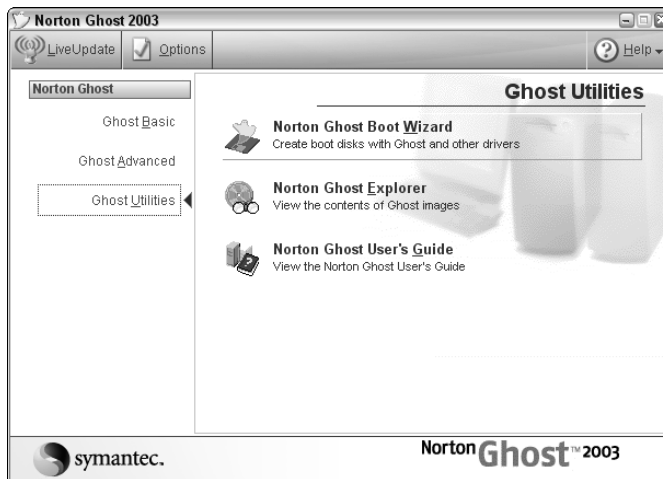 Norton Ghost 2003
LiveUpdate Options Help
Norton Ghost
Ghost Basic
Ghost Advanced
Ghost Utilities
Ghost Utilities
Norton Ghost Boot Wizard
Create boot disks with Ghost and other drivers
Norton Ghost Explorer
View the contents of Ghost images
Norton Ghost User's Guide
View the Norton Ghost User's Guide
symantec.
Norton Ghost™ 2003